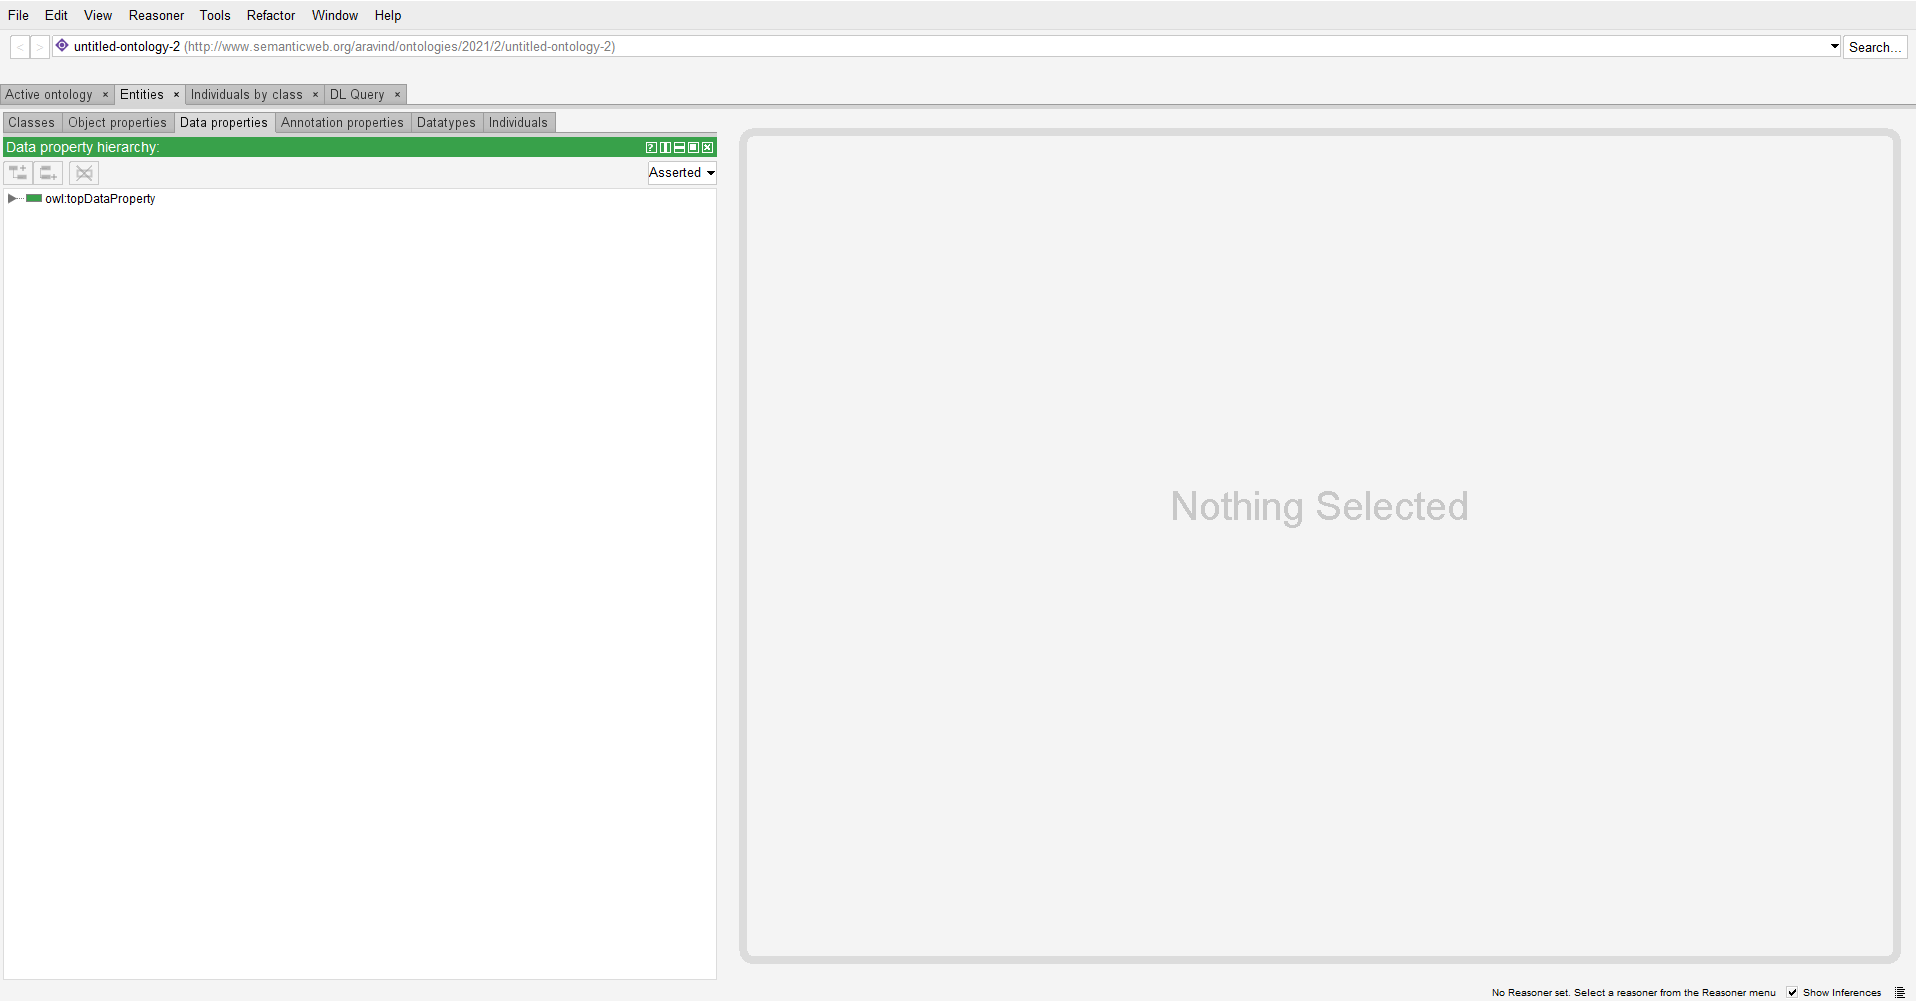 File Edit View Reasoner Tools Refactor Window Help
< > untitled-ontology-2 (http://www.semanticweb.org/aravind/ontologies/2021/2/untitled-ontology-2) Search...
Active ontology × Entities × Individuals by class × DL Query ×
Classes Object properties Data properties Annotation properties Datatypes Individuals
Data property hierarchy:
Asserted
owl:topDataProperty
Nothing Selected
No Reasoner set. Select a reasoner from the Reasoner menu Show Inferences